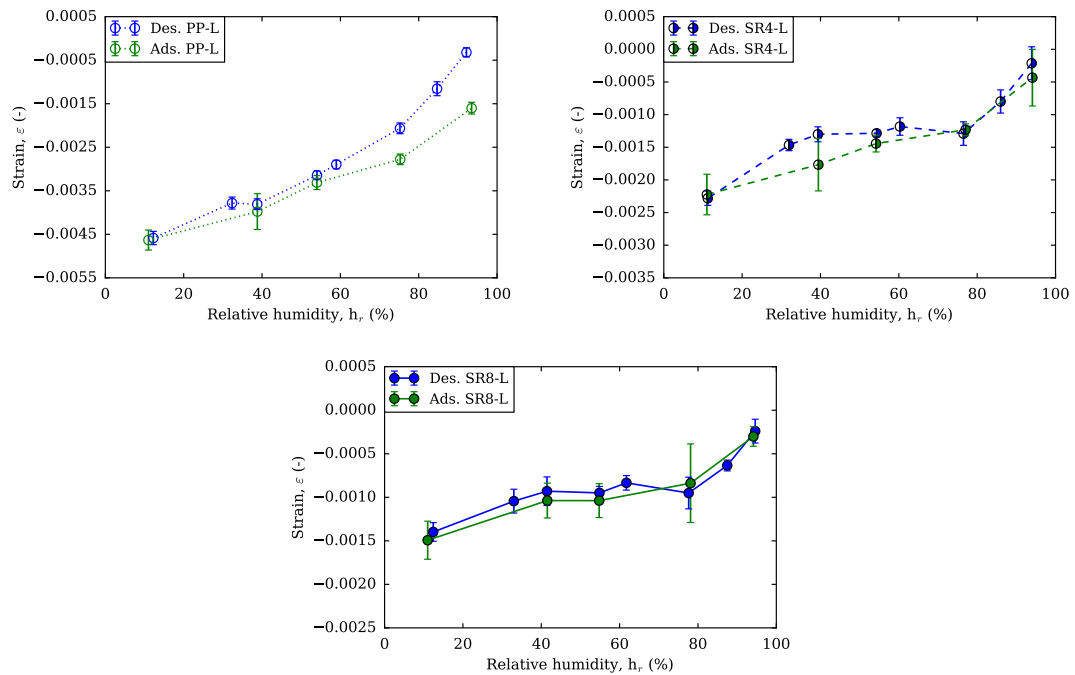 0.0005
−0.0005
−0.0015
−0.0025
−0.0035
−0.0045
−0.0055
Strain, ε (-)
Des. PP-L
Ads. PP-L
0 20 40 60 80 100
Relative humidity, hᵣ (%)
0.0005
0.0000
−0.0005
−0.0010
−0.0015
−0.0020
−0.0025
−0.0030
−0.0035
Strain, ε (-)
Des. SR4-L
Ads. SR4-L
0 20 40 60 80 100
Relative humidity, hᵣ (%)
0.0005
0.0000
−0.0005
−0.0010
−0.0015
−0.0020
−0.0025
Strain, ε (-)
Des. SR8-L
Ads. SR8-L
0 20 40 60 80 100
Relative humidity, hᵣ (%)